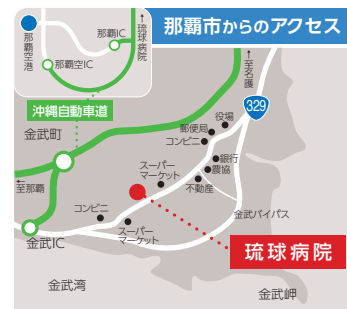 那覇市からのアクセス
那覇空港
那覇IC
那覇空IC
↑琉球病院
沖縄自動車道
金武町
↑至名護
329
役場
郵便局
コンビニ
銀行
農協
不動産
スーパー
マーケット
←
至那覇
コンビニ
スーパー
マーケット
金武バイパス
金武IC
琉球病院
金武湾
金武岬